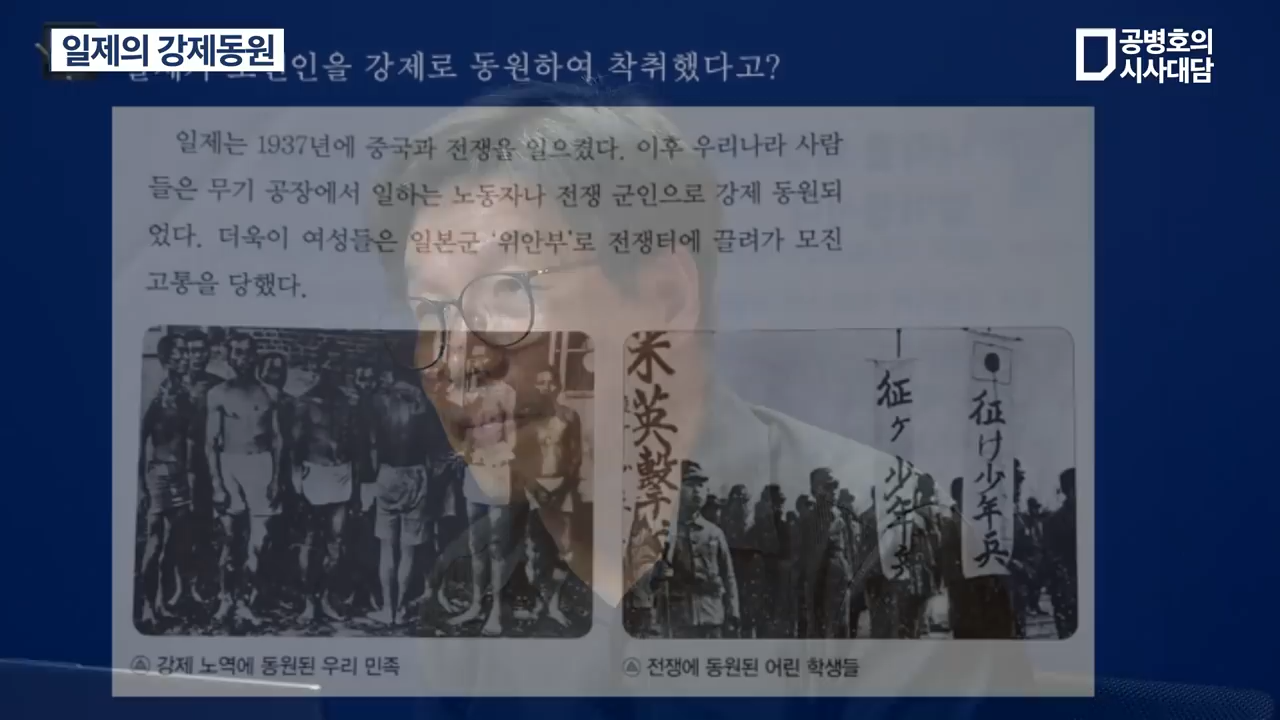 일제의 강제동원
공병호의
시사대담
강제로 동원하여 착취했다고?
일제는 1937년에 중국과 전쟁을 일으켰다. 이후 우리나라 사람
들은 무기 공장에서 일하는 노동자나 전쟁 군인으로 강제 동원되
었다. 더욱이 여성들은 일본군 '위안부'로 전쟁터에 끌려가 모진
고통을 당했다.
米英擊
征ケ少年
征け少年兵
강제 노역에 동원된 우리 민족
전쟁에 동원된 어린 학생들